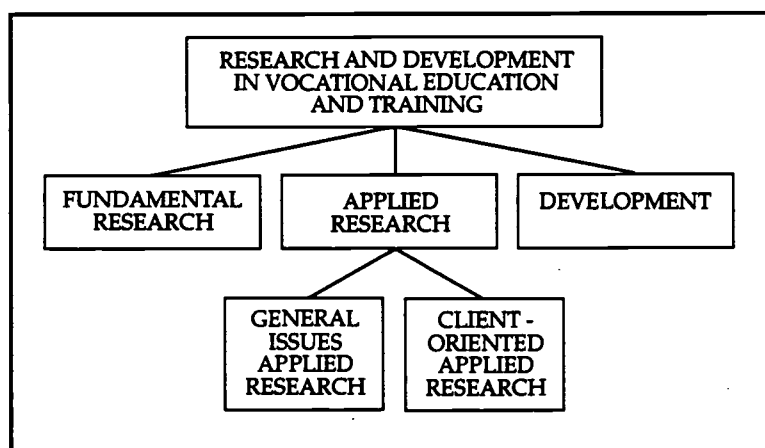 RESEARCH AND DEVELOPMENT
IN VOCATIONAL EDUCATION
AND TRAINING
FUNDAMENTAL
RESEARCH
APPLIED
RESEARCH
DEVELOPMENT
GENERAL
ISSUES
APPLIED
RESEARCH
CLIENT -
ORIENTED
APPLIED
RESEARCH